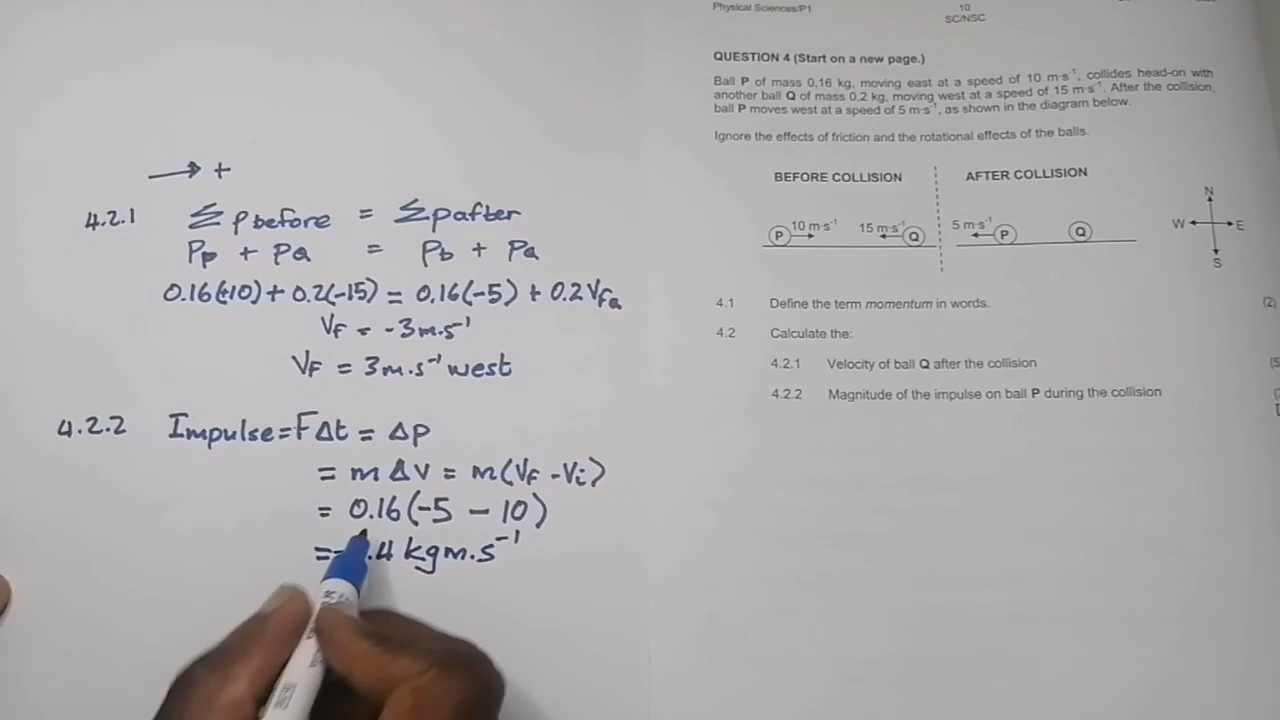 → +
4.2.1 Σpbefore = Σpafter
Pp + PQ = Pb + PQ
0.16(+10) + 0.2(-15) = 0.16(-5) + 0.2VfQ
VF = -3m.s⁻¹
VF = 3m.s⁻¹ west
4.2.2 Impulse = FΔt = Δp
= mΔv = m(VF - Vi)
= 0.16(-5 - 10)
.4 kgm.s⁻¹
Physical Sciences/P1
10
SC/NSC
QUESTION 4 (Start on a new page.)
Ball P of mass 0,16 kg, moving east at a speed of 10 m·s⁻¹, collides head-on with
another ball Q of mass 0,2 kg, moving west at a speed of 15 m·s⁻¹. After the collision,
ball P moves west at a speed of 5 m·s⁻¹, as shown in the diagram below.
Ignore the effects of friction and the rotational effects of the balls.
BEFORE COLLISION AFTER COLLISION
N
W E
S
10 m·s⁻¹ 15 m·s⁻¹ 5 m·s⁻¹
P Q P Q
4.1 Define the term momentum in words. (2)
4.2 Calculate the:
4.2.1 Velocity of ball Q after the collision (5
4.2.2 Magnitude of the impulse on ball P during the collision